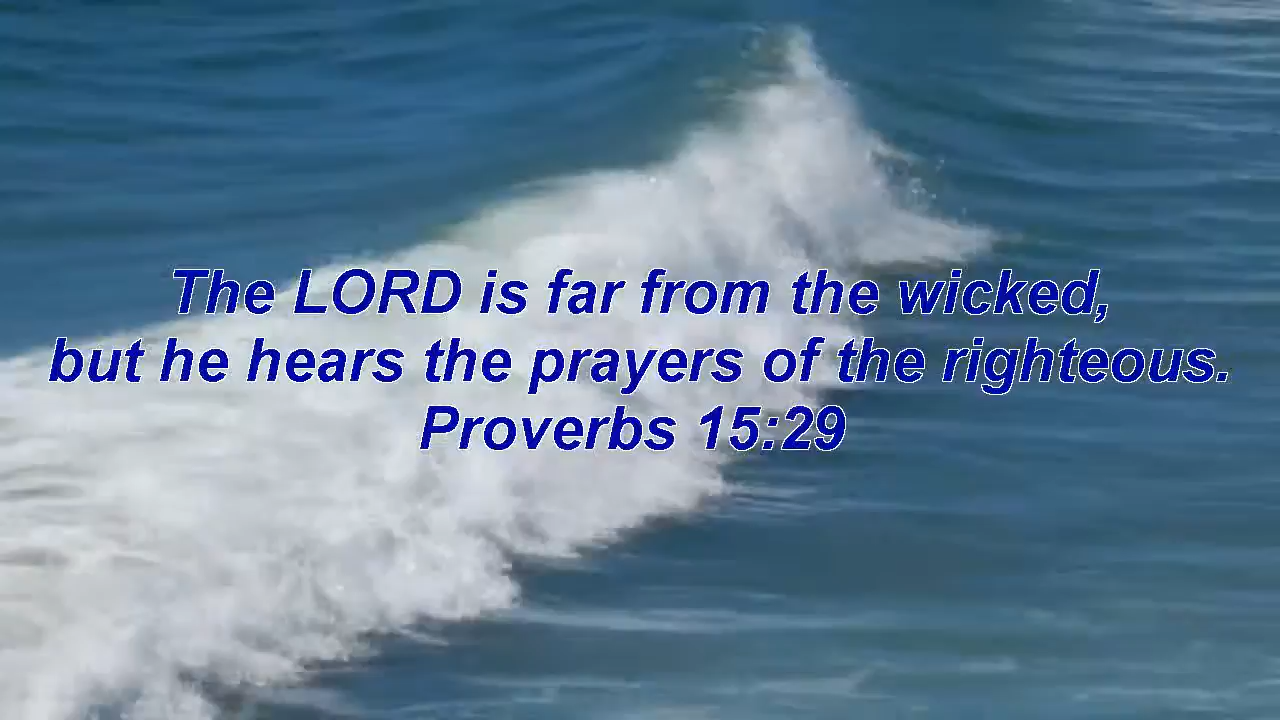 The LORD is far from the wicked,
but he hears the prayers of the righteous.
Proverbs 15:29